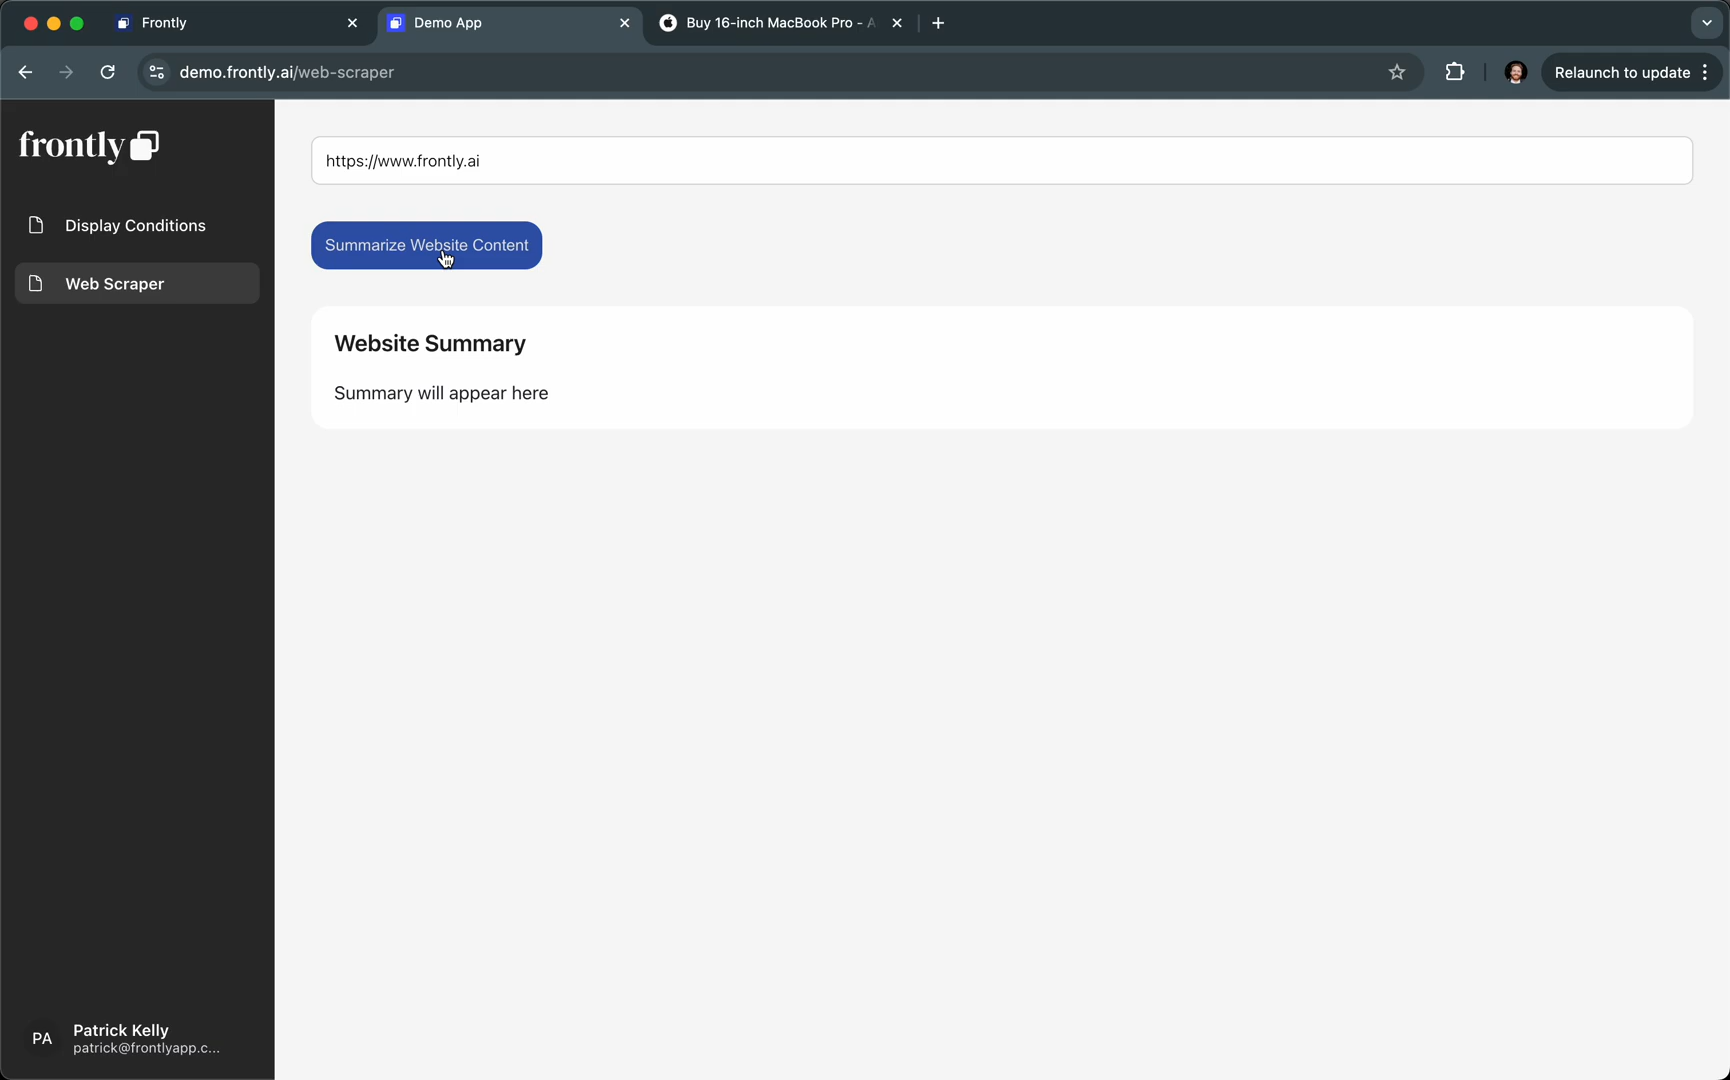 Frontly
Demo App
Buy 16-inch MacBook Pro - A
demo.frontly.ai/web-scraper
Relaunch to update
frontly
Display Conditions
Web Scraper
https://www.frontly.ai
Summarize Website Content
Website Summary
Summary will appear here
PA
Patrick Kelly
patrick@frontlyapp.c...